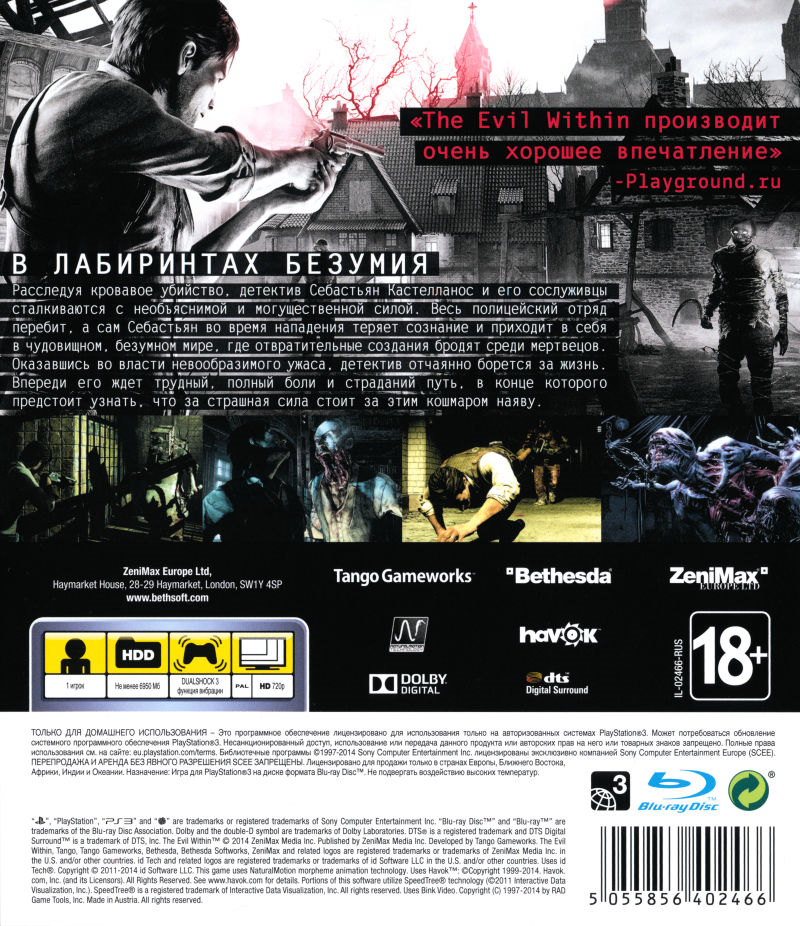 «The Evil Within производит
очень хорошее впечатление»
-Playground.ru
В ЛАБИРИНТАХ БЕЗУМИЯ
Расследуя кровавое убийство, детектив Себастьян Кастелланос и его сослуживцы
сталкиваются с необъяснимой и могущественной силой. Весь полицейский отряд
перебит, а сам Себастьян во время нападения теряет сознание и приходит в себя
в чудовищном, безумном мире, где отвратительные создания бродят среди мертвецов.
Оказавшись во власти невообразимого ужаса, детектив отчаянно борется за жизнь.
Впереди его ждет трудный, полный боли и страданий путь, в конце которого
предстоит узнать, что за страшная сила стоит за этим кошмаром наяву.
ZeniMax Europe Ltd,
Haymarket House, 28-29 Haymarket, London, SW1Y 4SP
www.bethsoft.com
Tango Gameworks
Bethesda
ZeniMax
EUROPE LTD
havok
DOLBY
DIGITAL
dts
Digital Surround
18+
IL-02466-RUS
HDD
1 игрок
Не менее 6950 Мб
DUALSHOCK 3
функция вибрации
PAL
HD 720p
ТОЛЬКО ДЛЯ ДОМАШНЕГО ИСПОЛЬЗОВАНИЯ – Это программное обеспечение лицензировано для использования только на авторизованных системах PlayStation®3. Может потребоваться обновление
системного программного обеспечения PlayStation®3. Несанкционированный доступ, использование или передача данного продукта или авторских прав на него или товарных знаков запрещено. Полные права
использования см. на сайте: eu.playstation.com/terms. Библиотечные программы ©1997-2014 Sony Computer Entertainment Inc. лицензированы эксклюзивно компанией Sony Computer Entertainment Europe (SCEE).
ПЕРЕПРОДАЖА И АРЕНДА БЕЗ ЯВНОГО РАЗРЕШЕНИЯ SCEE ЗАПРЕЩЕНЫ. Лицензировано для продажи только в странах Европы, Ближнего Востока,
Африки, Индии и Океании. Назначение: Игра для PlayStation®3 на диске формата Blu-ray Disc™. Не подвергать воздействию высоких температур.
3
Blu-ray Disc
"PlayStation", "PS3" and are trademarks or registered trademarks of Sony Computer Entertainment Inc. "Blu-ray Disc™" and "Blu-ray™" are
trademarks of the Blu-ray Disc Association. Dolby and the double-D symbol are trademarks of Dolby Laboratories. DTS® is a registered trademark and DTS Digital
Surround™ is a trademark of DTS, Inc. The Evil Within™ © 2014 ZeniMax Media Inc. Published by ZeniMax Media Inc. Developed by Tango Gameworks. The Evil
Within, Tango, Tango Gameworks, Bethesda, Bethesda Softworks, ZeniMax and related logos are registered trademarks or trademarks of ZeniMax Media Inc. in
the U.S. and/or other countries. id Tech and related logos are registered trademarks or trademarks of id Software LLC in the U.S. and/or other countries. Uses id
Tech®. Copyright © 2011-2014 id Software LLC. This game uses NaturalMotion morpheme animation technology. Uses Havok™: ©Copyright 1999-2014. Havok.
com, Inc. (and its Licensors). All Rights Reserved. See www.havok.com for details. Portions of this software utilize SpeedTree® technology (©2011 Interactive Data
Visualization, Inc.). SpeedTree® is a registered trademark of Interactive Data Visualization, Inc. All rights reserved. Uses Bink Video. Copyright (C) 1997-2014 by RAD
Game Tools, Inc. Made in Austria. All rights reserved.
5 055856 402466